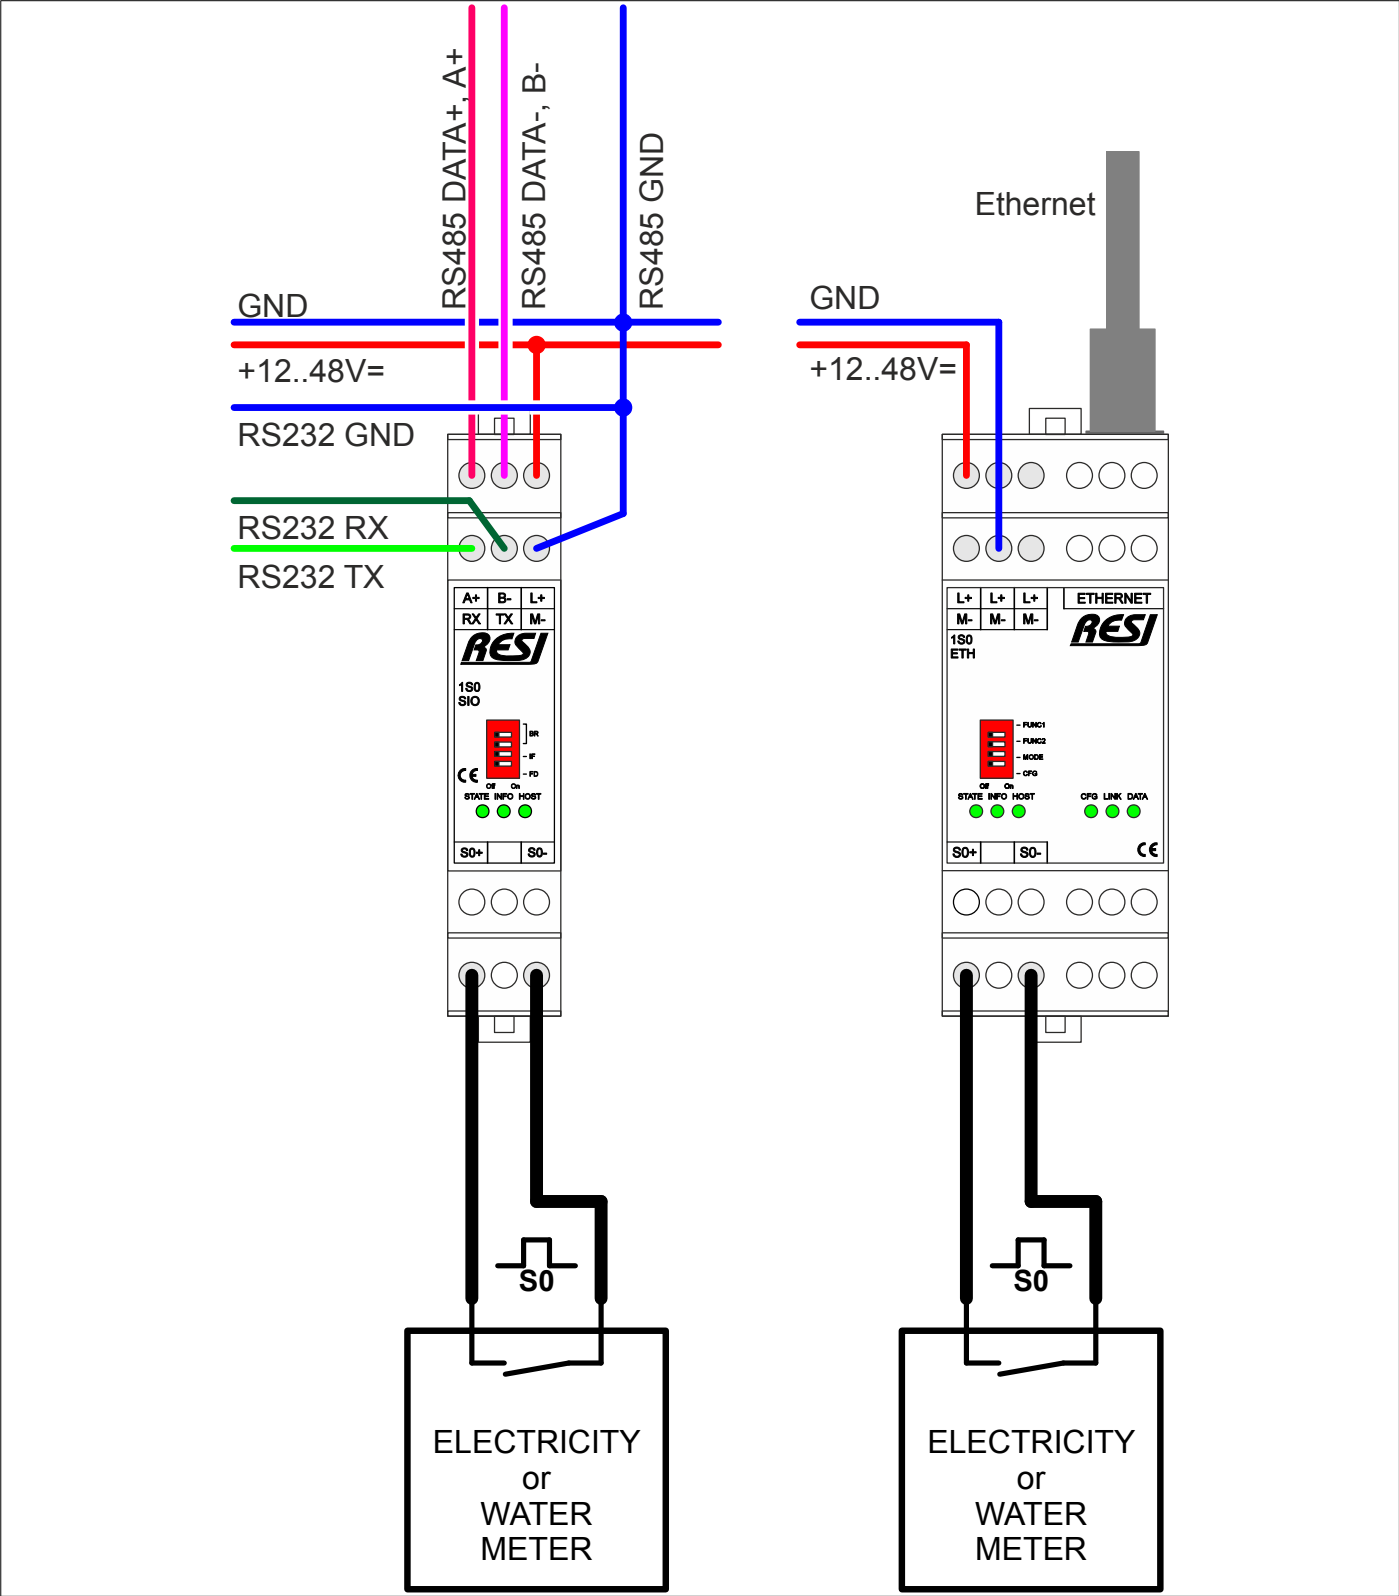 RS485 DATA+, A+
RS485 DATA-, B-
RS485 GND
GND
+12..48V=
RS232 GND
RS232 RX
RS232 TX
A+ B- L+
RX TX M-
RESI
1S0
SIO
BR
IF
FD
Off On
STATE INFO HOST
S0+ S0-
S0
ELECTRICITY
or
WATER
METER
Ethernet
GND
+12..48V=
L+ L+ L+ ETHERNET
M- M- M-
RESI
1S0
ETH
FUNC1
FUNC2
MODE
CFG
Off On
STATE INFO HOST CFG LINK DATA
S0+ S0- CE
S0
ELECTRICITY
or
WATER
METER
CE